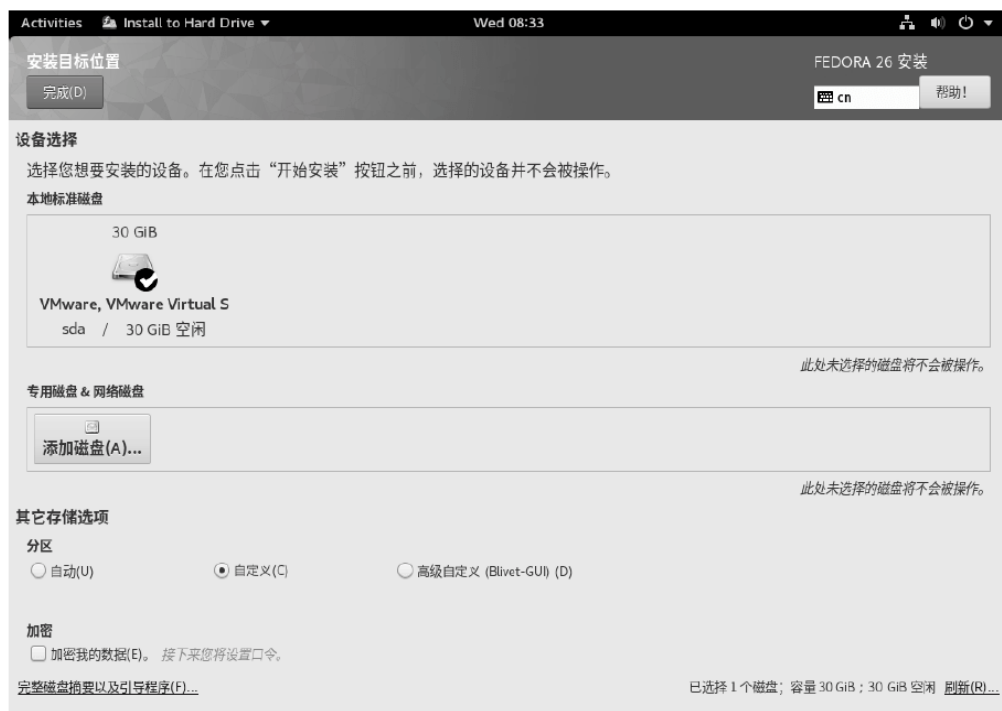 Activities Install to Hard Drive Wed 08:33
安装目标位置 FEDORA 26 安装
完成(D) cn 帮助!
设备选择
选择您想要安装的设备。在您点击“开始安装”按钮之前，选择的设备并不会被操作。
本地标准磁盘
30 GiB
VMware, VMware Virtual S
sda / 30 GiB 空闲
此处未选择的磁盘将不会被操作。
专用磁盘 & 网络磁盘
添加磁盘(A)...
此处未选择的磁盘将不会被操作。
其它存储选项
分区
自动(U) 自定义(C) 高级自定义 (Blivet-GUI) (D)
加密
加密我的数据(E)。 接下来您将设置口令。
完整磁盘摘要以及引导程序(F)... 已选择 1 个磁盘；容量 30 GiB；30 GiB 空闲 刷新(R)...